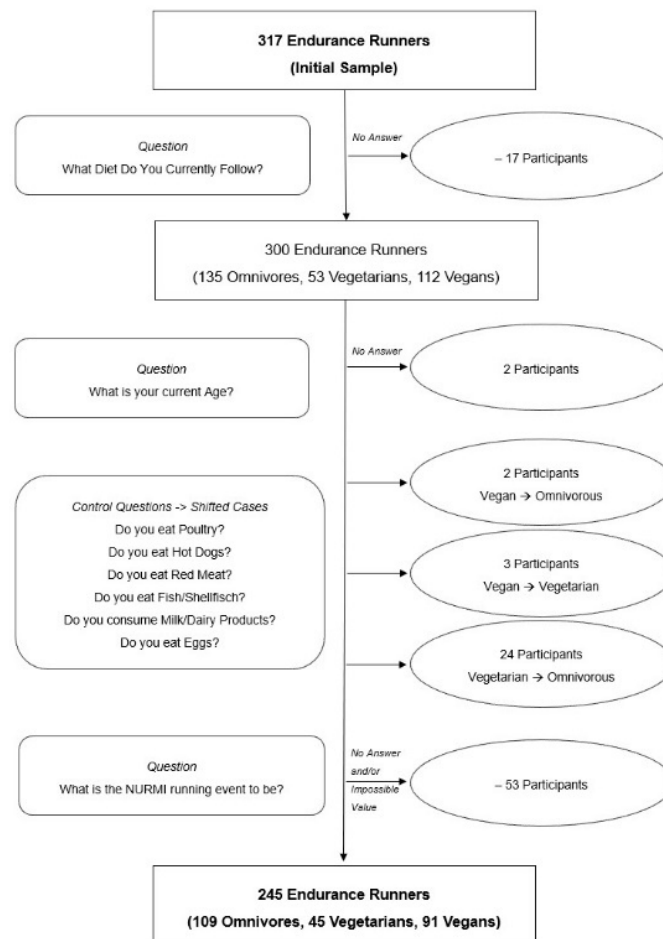 317 Endurance Runners
(Initial Sample)
No Answer
Question
What Diet Do You Currently Follow?
– 17 Participants
300 Endurance Runners
(135 Omnivores, 53 Vegetarians, 112 Vegans)
No Answer
Question
What is your current Age?
2 Participants
2 Participants
Vegan → Omnivorous
Control Questions -> Shifted Cases
Do you eat Poultry?
Do you eat Hot Dogs?
Do you eat Red Meat?
Do you eat Fish/Shellfisch?
Do you consume Milk/Dairy Products?
Do you eat Eggs?
3 Participants
Vegan → Vegetarian
24 Participants
Vegetarian → Omnivorous
No Answer
and/or
Impossible
Value
Question
What is the NURMI running event to be?
– 53 Participants
245 Endurance Runners
(109 Omnivores, 45 Vegetarians, 91 Vegans)